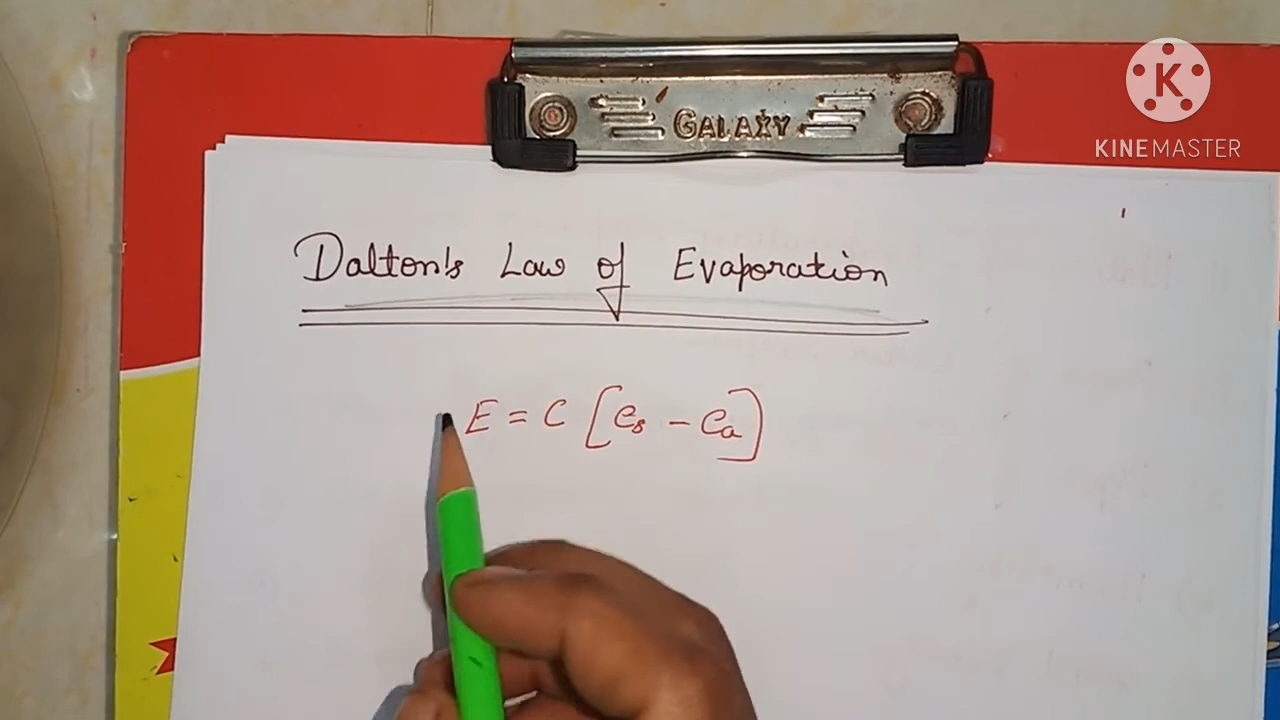 GALAXY
K
KINEMASTER
Dalton's Law of Evaporation
E = C [es - ea]